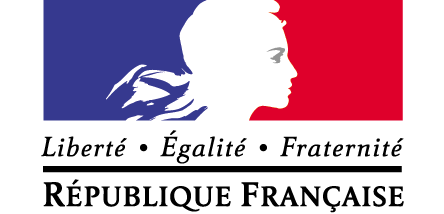 Liberté • Égalité • Fraternité
RÉPUBLIQUE FRANÇAISE